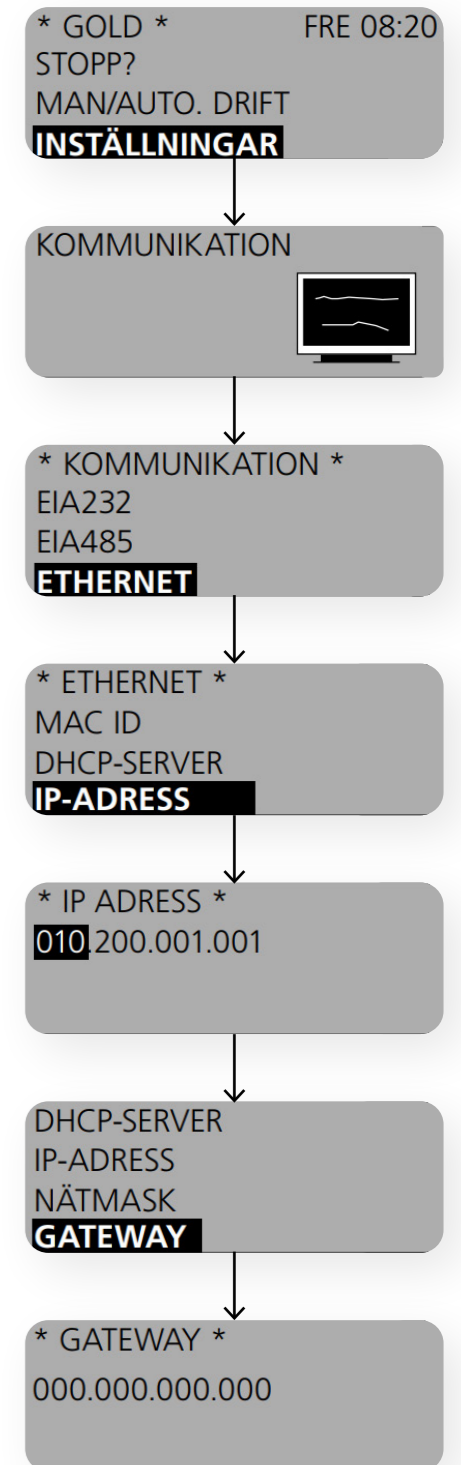 * GOLD * FRE 08:20
STOPP?
MAN/AUTO. DRIFT
INSTÄLLNINGAR
KOMMUNIKATION
* KOMMUNIKATION *
EIA232
EIA485
ETHERNET
* ETHERNET *
MAC ID
DHCP-SERVER
IP-ADRESS
* IP ADRESS *
010.200.001.001
DHCP-SERVER
IP-ADRESS
NÄTMASK
GATEWAY
* GATEWAY *
000.000.000.000